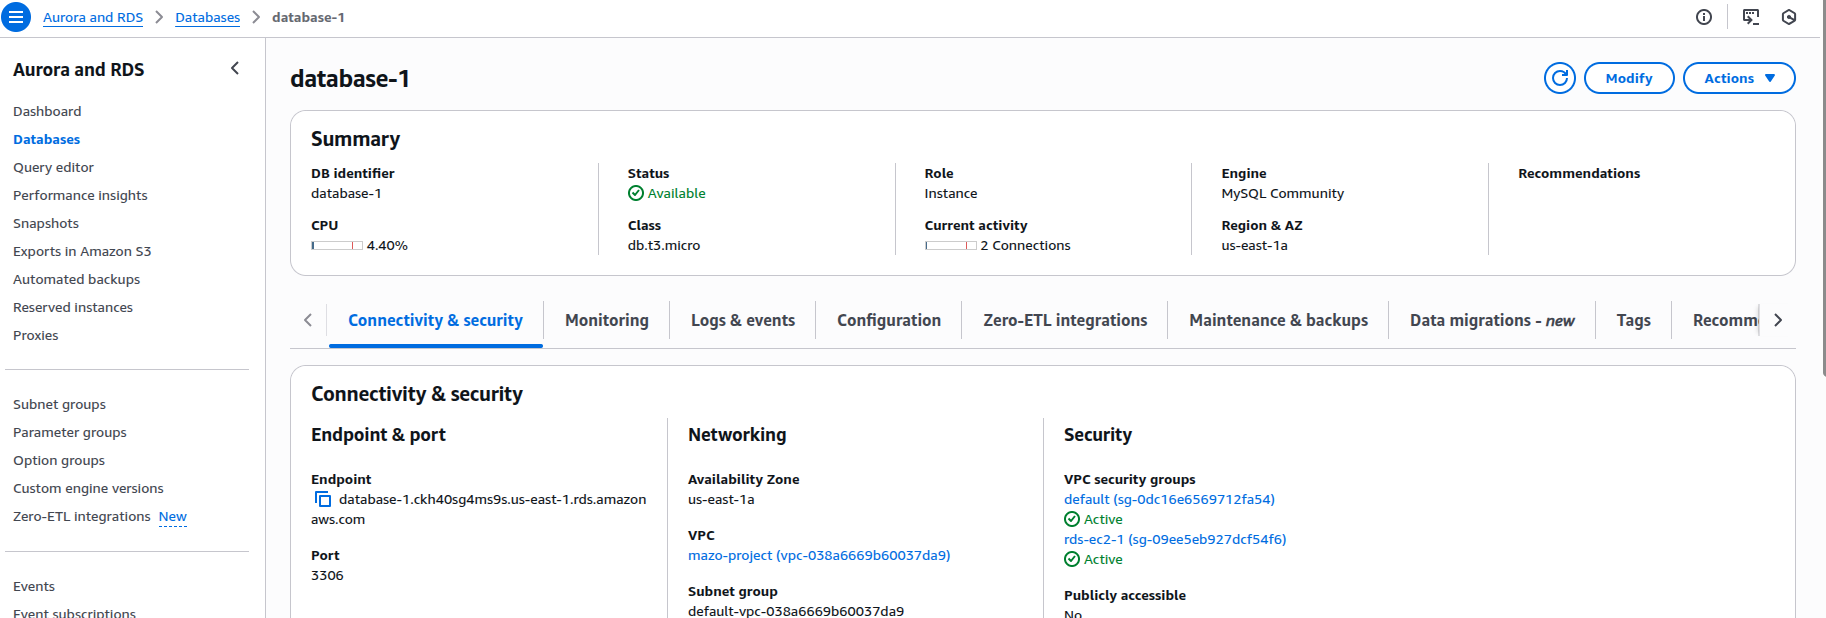 Aurora and RDS > Databases > database-1
Aurora and RDS
Dashboard
Databases
Query editor
Performance insights
Snapshots
Exports in Amazon S3
Automated backups
Reserved instances
Proxies
Subnet groups
Parameter groups
Option groups
Custom engine versions
Zero-ETL integrations New
Events
Event subscriptions
database-1
Modify
Actions
Summary
DB identifier
database-1
CPU
4.40%
Status
Available
Class
db.t3.micro
Role
Instance
Current activity
2 Connections
Engine
MySQL Community
Region & AZ
us-east-1a
Recommendations
Connectivity & security
Monitoring
Logs & events
Configuration
Zero-ETL integrations
Maintenance & backups
Data migrations - new
Tags
Recomm
Connectivity & security
Endpoint & port
Endpoint
database-1.ckh40sg4ms9s.us-east-1.rds.amazon
aws.com
Port
3306
Networking
Availability Zone
us-east-1a
VPC
mazo-project (vpc-038a6669b60037da9)
Subnet group
default-vpc-038a6669b60037da9
Security
VPC security groups
default (sg-0dc16e6569712fa54)
Active
rds-ec2-1 (sg-09ee5eb927dcf54f6)
Active
Publicly accessible
No